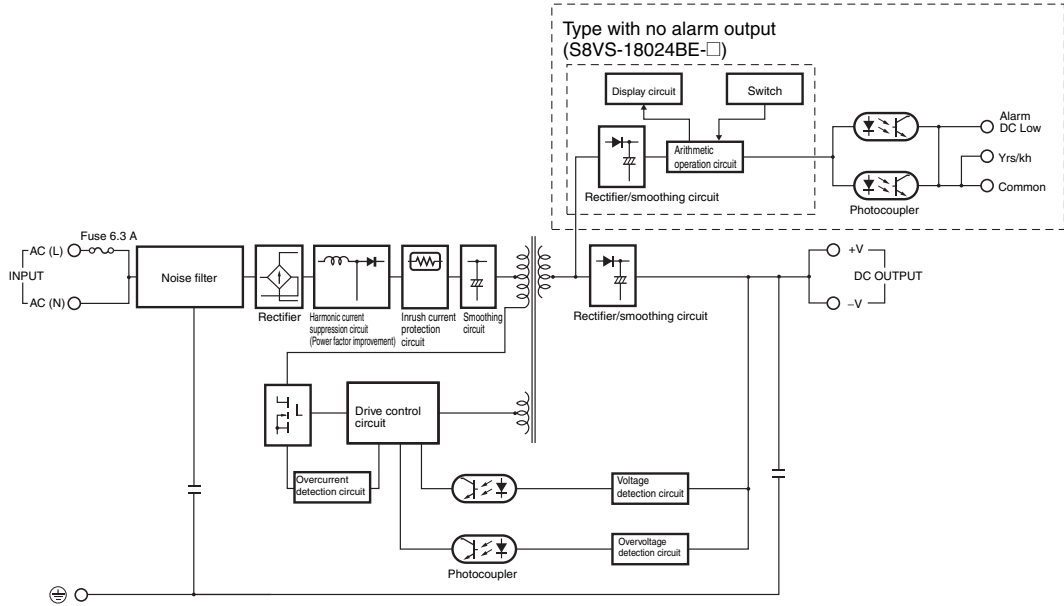 Type with no alarm output
(S8VS-18024BE-□)
Display circuit
Switch
Arithmetic
operation circuit
Rectifier/smoothing circuit
Photocoupler
Alarm
DC Low
Yrs/kh
Common
INPUT
AC (L)
Fuse 6.3 A
AC (N)
Noise filter
Rectifier
Harmonic current
suppression circuit
(Power factor improvement)
Inrush current
protection
circuit
Smoothing
circuit
Rectifier/smoothing circuit
+V
DC OUTPUT
–V
Drive control
circuit
Overcurrent
detection circuit
Voltage
detection circuit
Overvoltage
detection circuit
Photocoupler